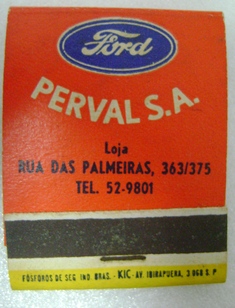 Ford
PERVAL S.A.
Loja
RUA DAS PALMEIRAS, 363/375
TEL. 52-9801
FÓSFOROS DE SEG. IND. BRAS. - KIC - AV. IBIRAPUERA, 3.068 S. P.